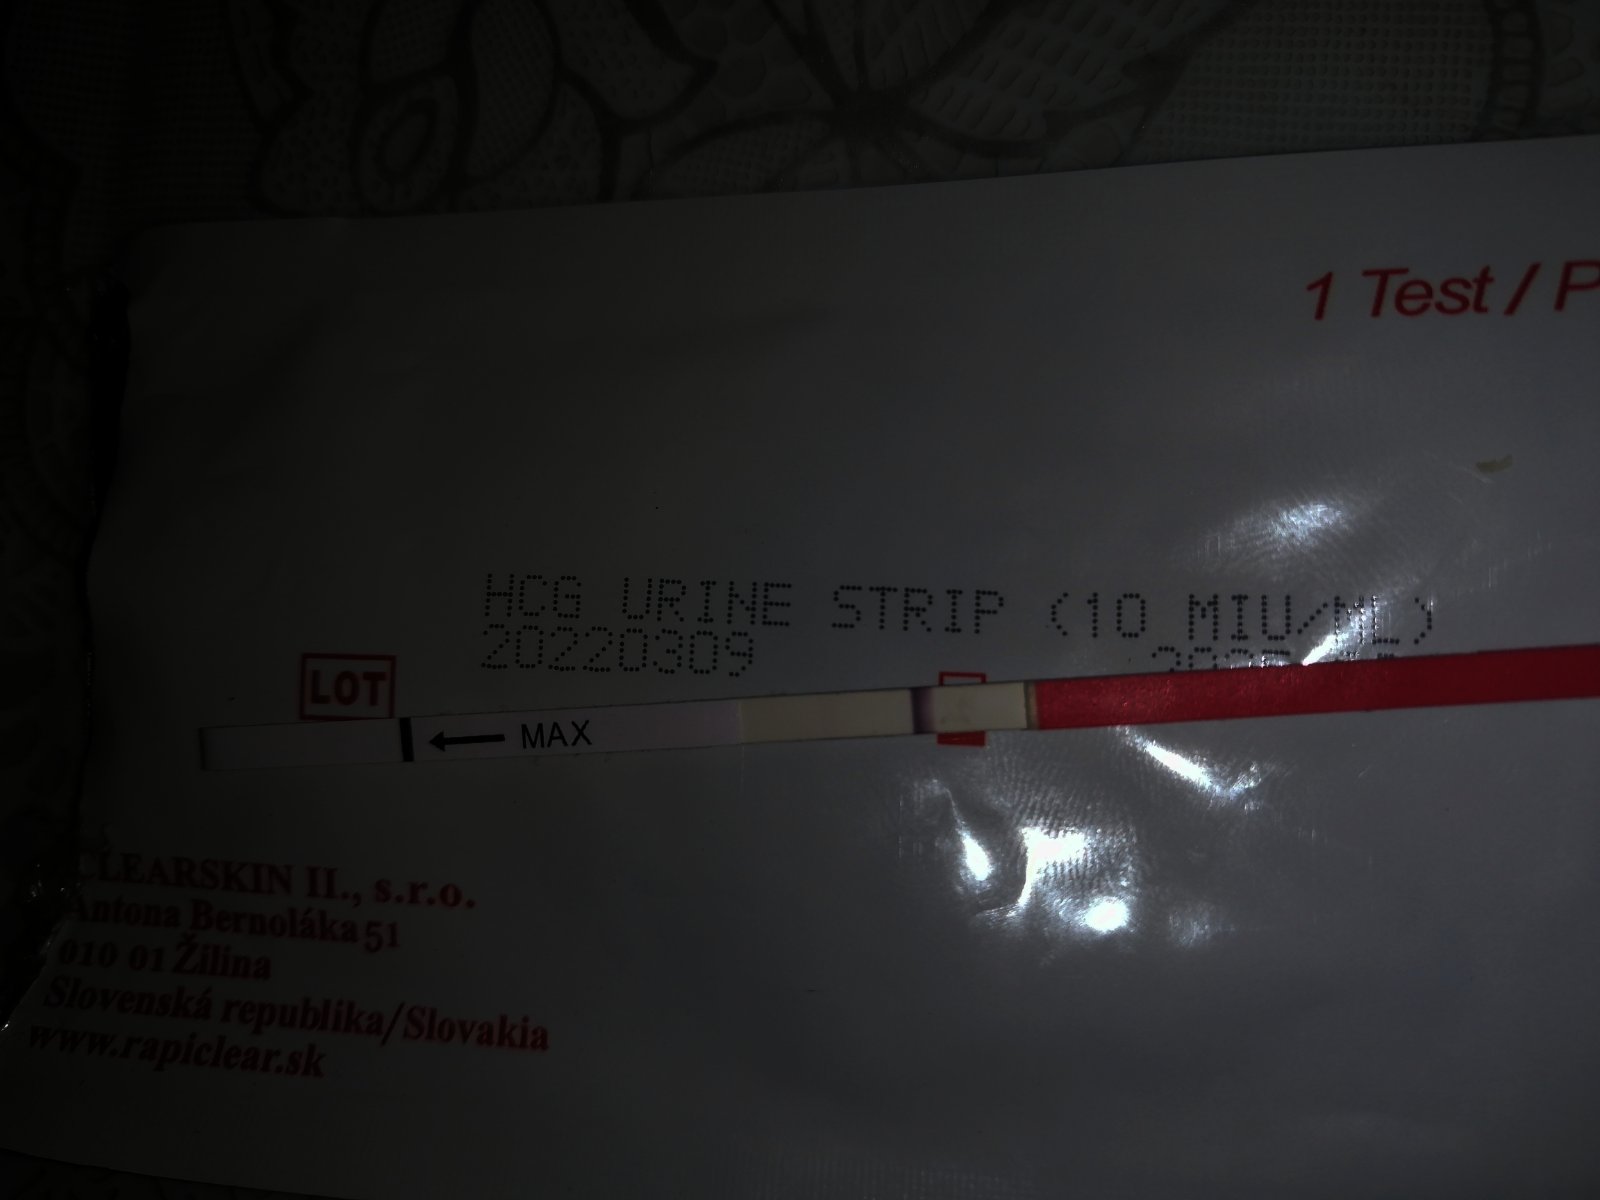 1 Test / P
HCG URINE STRIP (10 MIU/ML)
20220309
LOT
MAX
CLEARSKIN II., s.r.o.
Antona Bernoláka 51
010 01 Žilina
Slovenská republika/Slovakia
www.rapiclear.sk